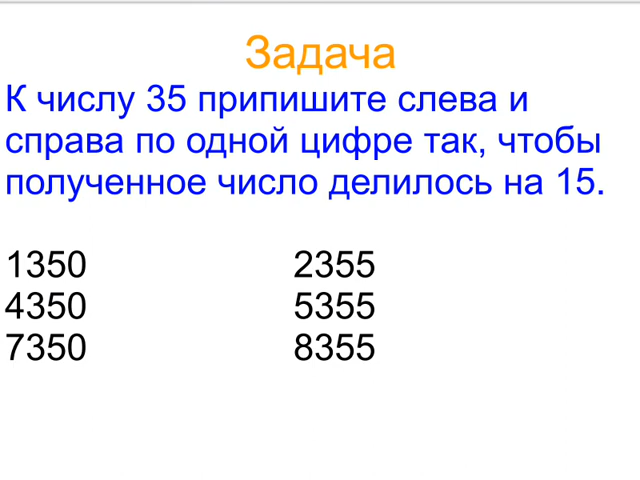 Задача
К числу 35 припишите слева и
справа по одной цифре так, чтобы
полученное число делилось на 15.
1350 2355
4350 5355
7350 8355